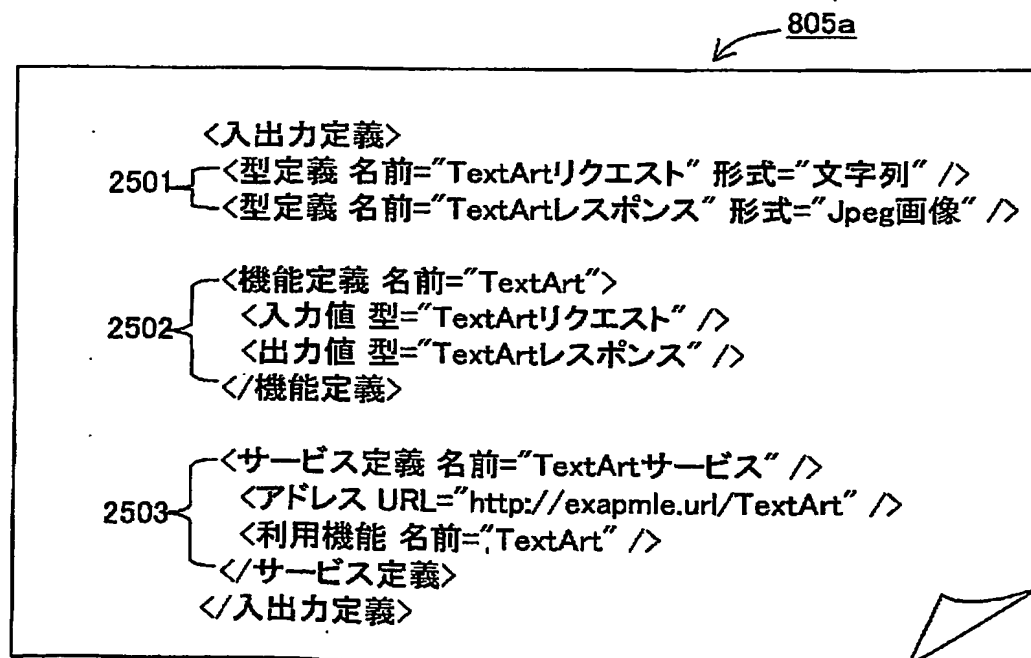 805a
<入出力定義>
2501 <型定義 名前="TextArtリクエスト" 形式="文字列" />
<型定義 名前="TextArtレスポンス" 形式="Jpeg画像" />
<機能定義 名前="TextArt">
2502 <入力値 型="TextArtリクエスト" />
<出力値 型="TextArtレスポンス" />
</機能定義>
<サービス定義 名前="TextArtサービス" />
2503 <アドレス URL="http://exapmle.url/TextArt" />
<利用機能 名前="TextArt" />
</サービス定義>
</入出力定義>